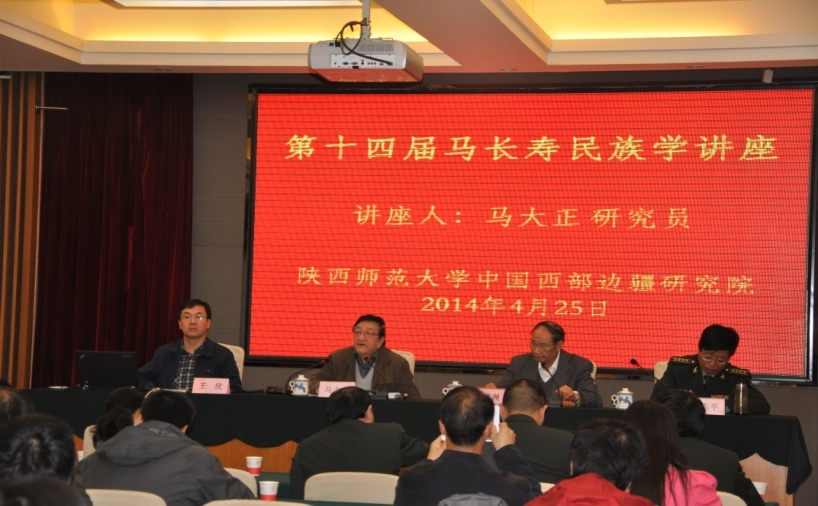 第十四届马长寿民族学讲座
讲座人：马大正 研究员
陕西师范大学中国西部边疆研究院
2014年4月25日
王 欣
马
平